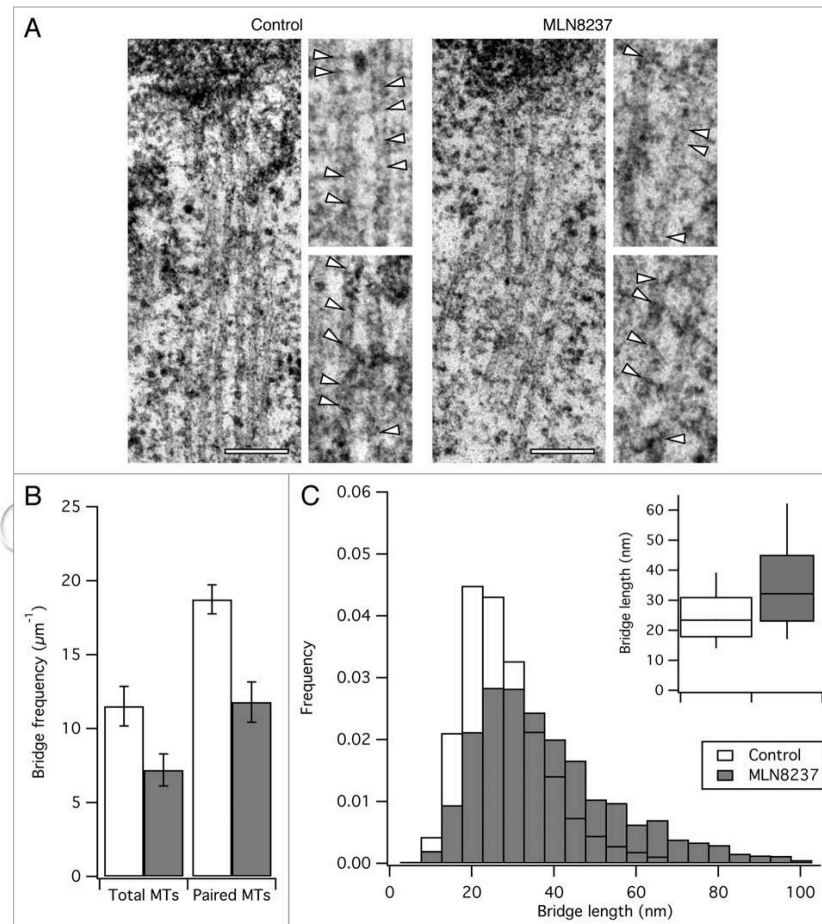 A
Control
MLN8237
B
25
20
15
10
5
0
Bridge frequency (µm⁻¹)
Total MTs
Paired MTs
C
0.06
0.05
0.04
0.03
0.02
0.01
0.00
Frequency
0
20
40
60
80
100
Bridge length (nm)
60
50
40
30
20
10
0
Bridge length (nm)
Control
MLN8237